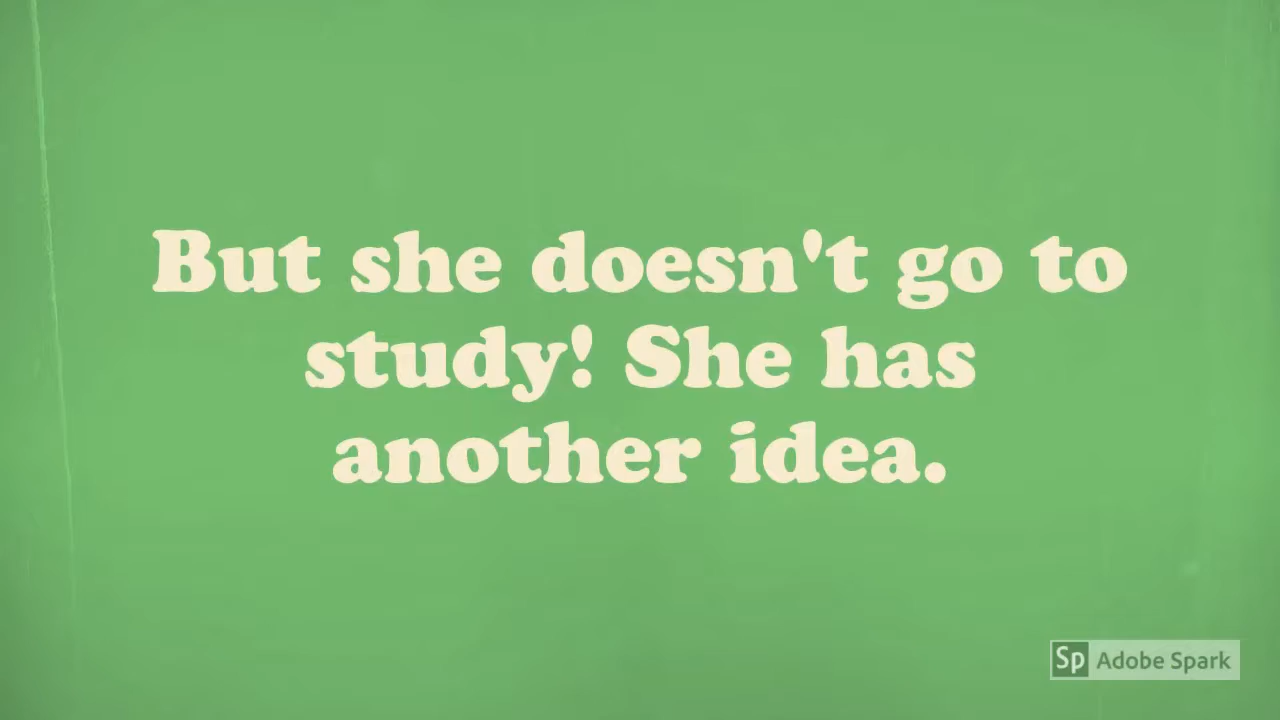 But she doesn't go to
study! She has
another idea.
Sp Adobe Spark